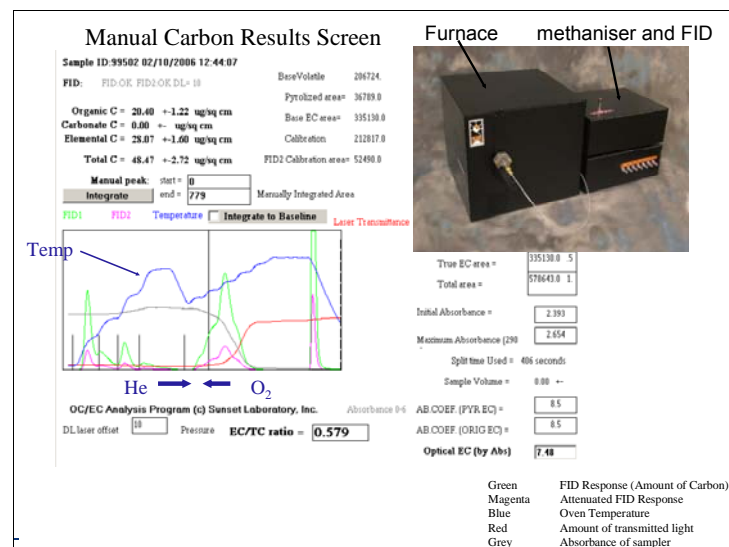 Manual Carbon Results Screen
Furnace
methaniser and FID
Sample ID:99502 02/10/2006 12:44:07
FID: FID:OK FID2:OK DL= 10
BaseVolatile 206724.
Pyrolized area= 36789.0
Organic C = 20.40 +-1.22 ug/sq cm
Base EC area= 335130.0
Carbonate C = 0.00 +- ug/sq cm
Elemental C = 28.07 +-1.60 ug/sq cm
Calibration 212817.0
Total C = 48.47 +-2.72 ug/sq cm
FID2 Calibration area= 52490.0
Manual peak: start = 0
Integrate end = 779 Manually Integrated Area
FID1 FID2 Temperature Integrate to Baseline Laser Transmittance
Temp
True EC area = 335130.0 .5
Total area = 578643.0 1.
Initial Absorbance = 2.393
Maximum Absorbance (290 2.654
Split time Used = 406 seconds
He O2
Sample Volume = 0.00 +-
OC/EC Analysis Program (c) Sunset Laboratory, Inc. Absorbance 0-6
AB.COEF. (PYR EC) = 8.5
DL laser offset 10 Pressure EC/TC ratio = 0.579
AB.COEF. (ORIG EC) = 8.5
Optical EC (by Abs) 7.48
Green FID Response (Amount of Carbon)
Magenta Attenuated FID Response
Blue Oven Temperature
Red Amount of transmitted light
Grey Absorbance of sampler